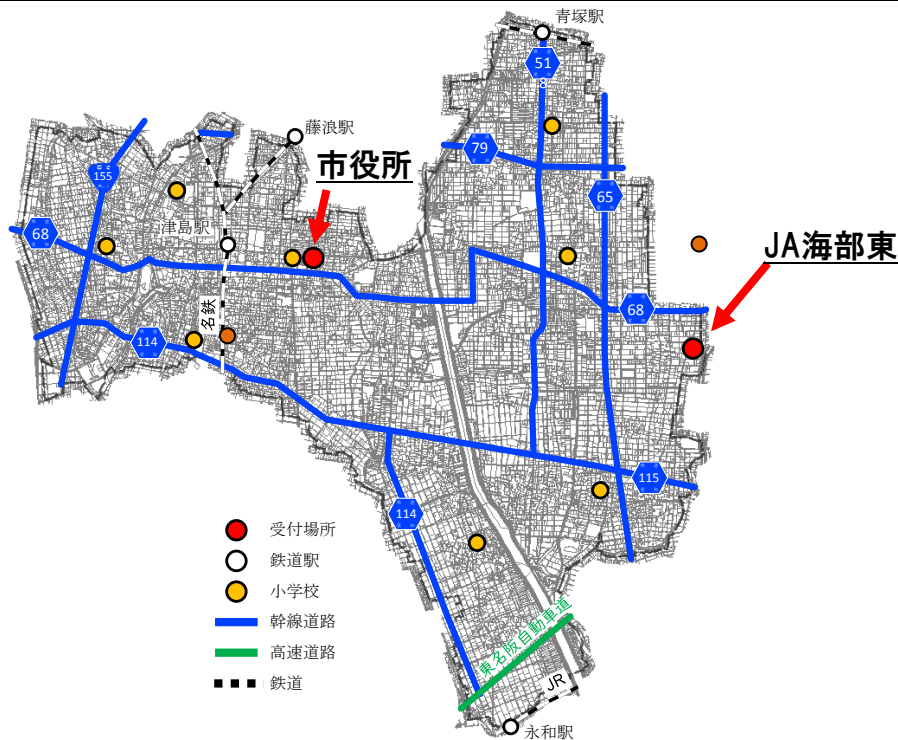 青塚駅
51
8
藤浪駅
79
市役所
155
65
68
津島駅
JA海部東
68
名鉄
114
115
114
受付場所
鉄道駅
小学校
幹線道路
高速道路
鉄道
東名阪自動車道
JR
永和駅